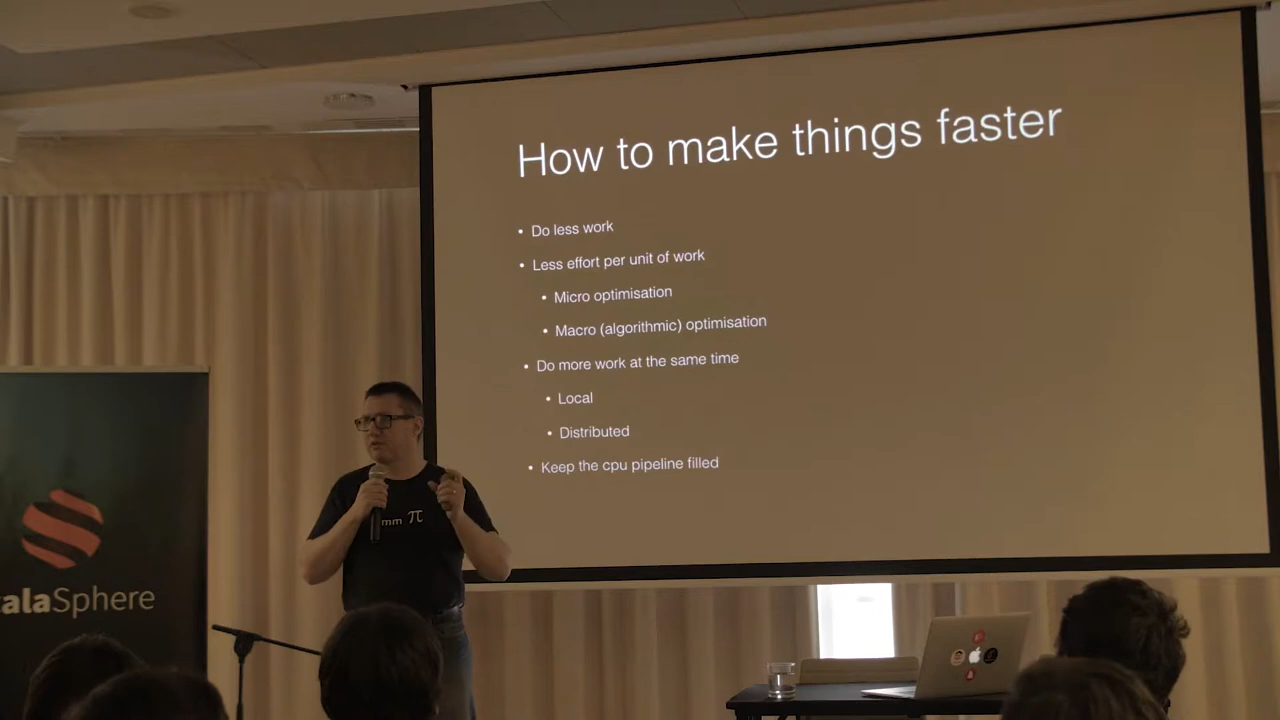 How to make things faster
• Do less work
• Less effort per unit of work
• Micro optimisation
• Macro (algorithmic) optimisation
• Do more work at the same time
• Local
• Distributed
• Keep the cpu pipeline filled
mm π
alaSphere